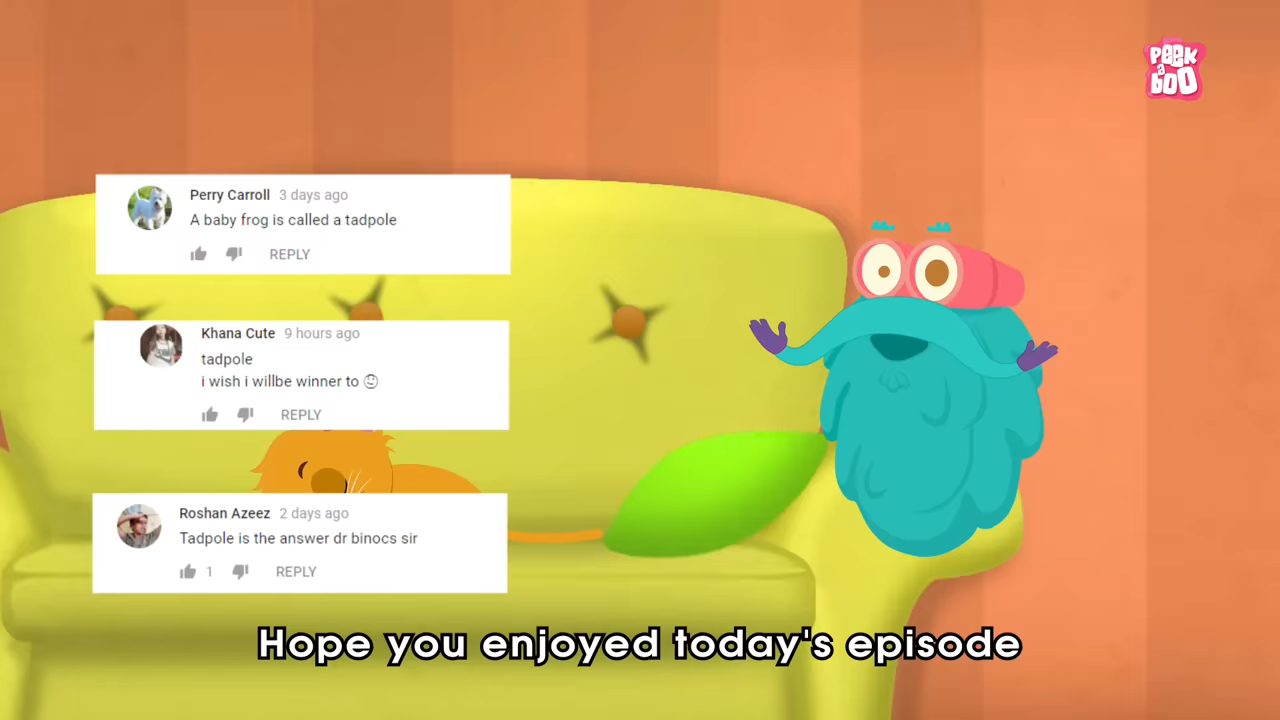 PEEK
a
boo
Perry Carroll 3 days ago
A baby frog is called a tadpole
REPLY
Khana Cute 9 hours ago
tadpole
i wish i willbe winner to
REPLY
Roshan Azeez 2 days ago
Tadpole is the answer dr binocs sir
1 REPLY
Hope you enjoyed today's episode